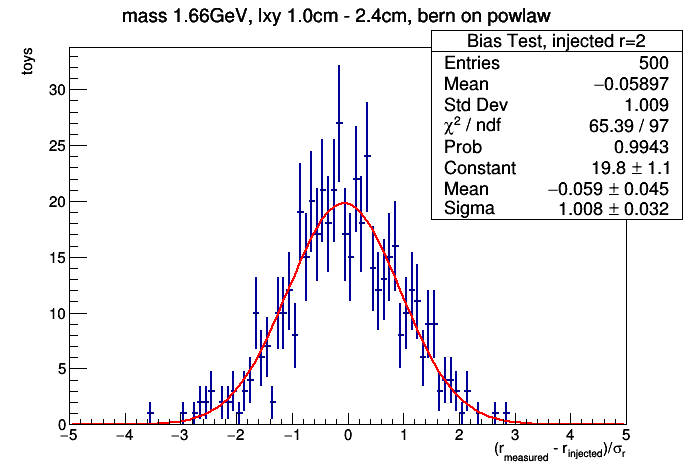 mass 1.66GeV, lxy 1.0cm - 2.4cm, bern on powlaw
toys
Bias Test, injected r=2
Entries 500
Mean −0.05897
Std Dev 1.009
χ² / ndf 65.39 / 97
Prob 0.9943
Constant 19.8 ± 1.1
Mean −0.059 ± 0.045
Sigma 1.008 ± 0.032
30
25
20
15
10
5
0
−5 −4 −3 −2 −1 0 1 2 3 4 5
(r_measured - r_injected)/σ_r